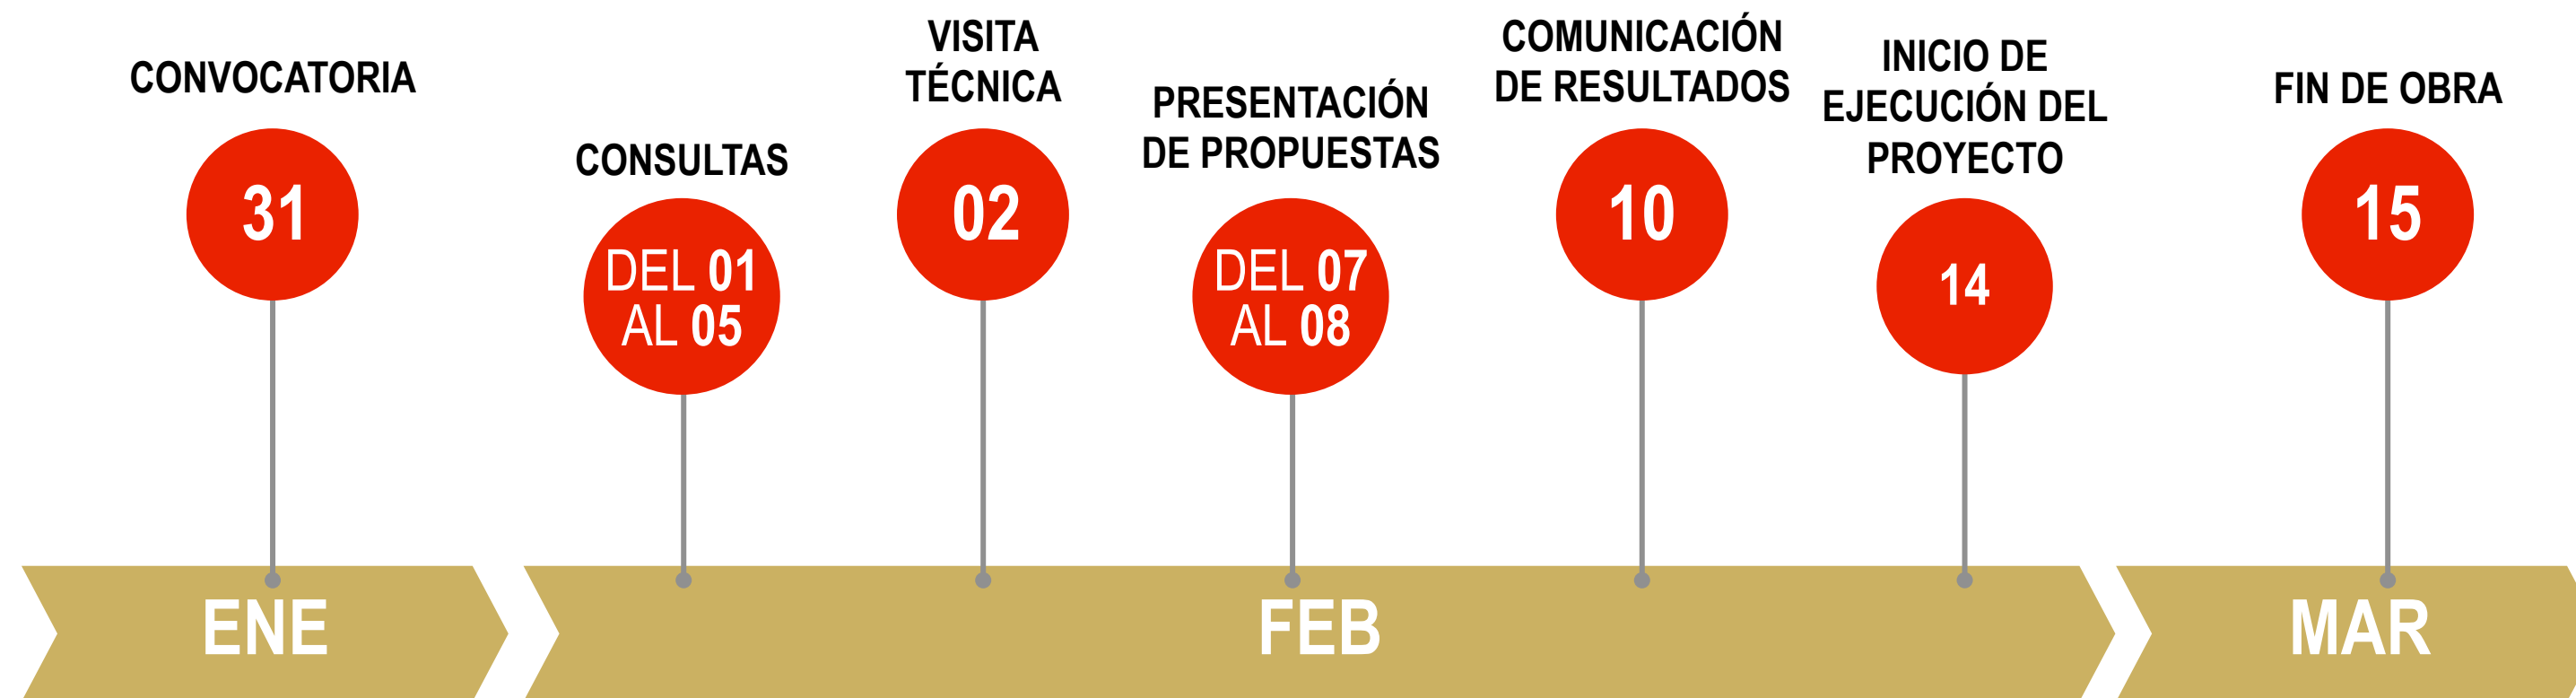 CONVOCATORIA
31
CONSULTAS
DEL 01
AL 05
VISITA
TÉCNICA
02
PRESENTACIÓN
DE PROPUESTAS
DEL 07
AL 08
COMUNICACIÓN
DE RESULTADOS
10
INICIO DE
EJECUCIÓN DEL
PROYECTO
14
FIN DE OBRA
15
ENE
FEB
MAR